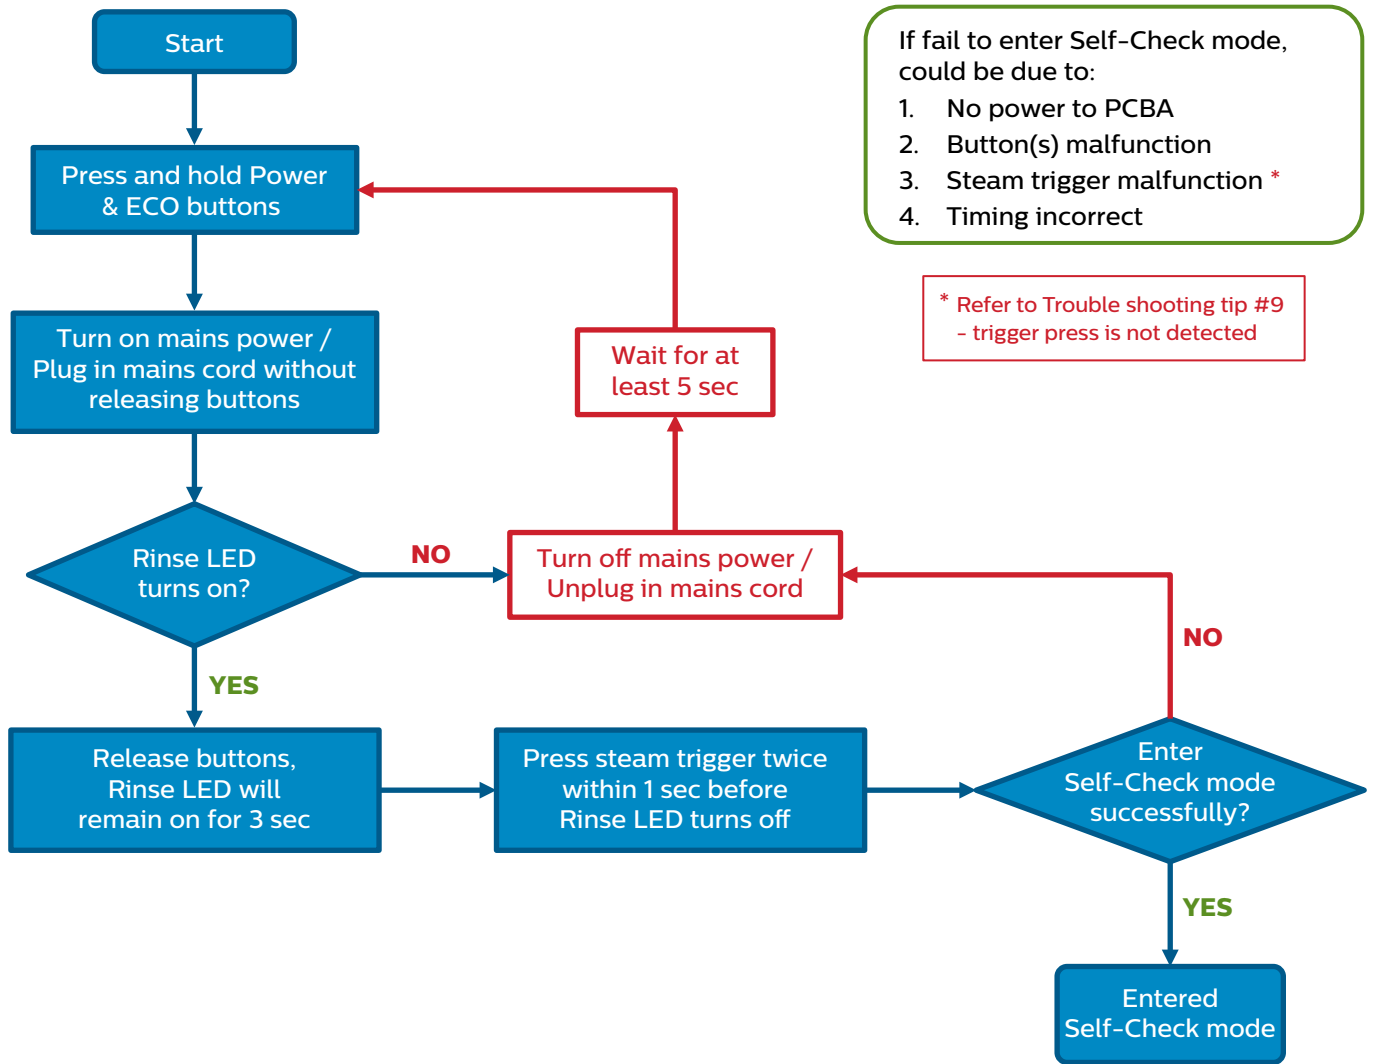 Start
Press and hold Power
& ECO buttons
Turn on mains power /
Plug in mains cord without
releasing buttons
Rinse LED
turns on?
NO
Turn off mains power /
Unplug in mains cord
Wait for at
least 5 sec
YES
Release buttons,
Rinse LED will
remain on for 3 sec
Press steam trigger twice
within 1 sec before
Rinse LED turns off
Enter
Self-Check mode
successfully?
NO
YES
Entered
Self-Check mode
If fail to enter Self-Check mode,
could be due to:
1. No power to PCBA
2. Button(s) malfunction
3. Steam trigger malfunction *
4. Timing incorrect
* Refer to Trouble shooting tip #9
- trigger press is not detected